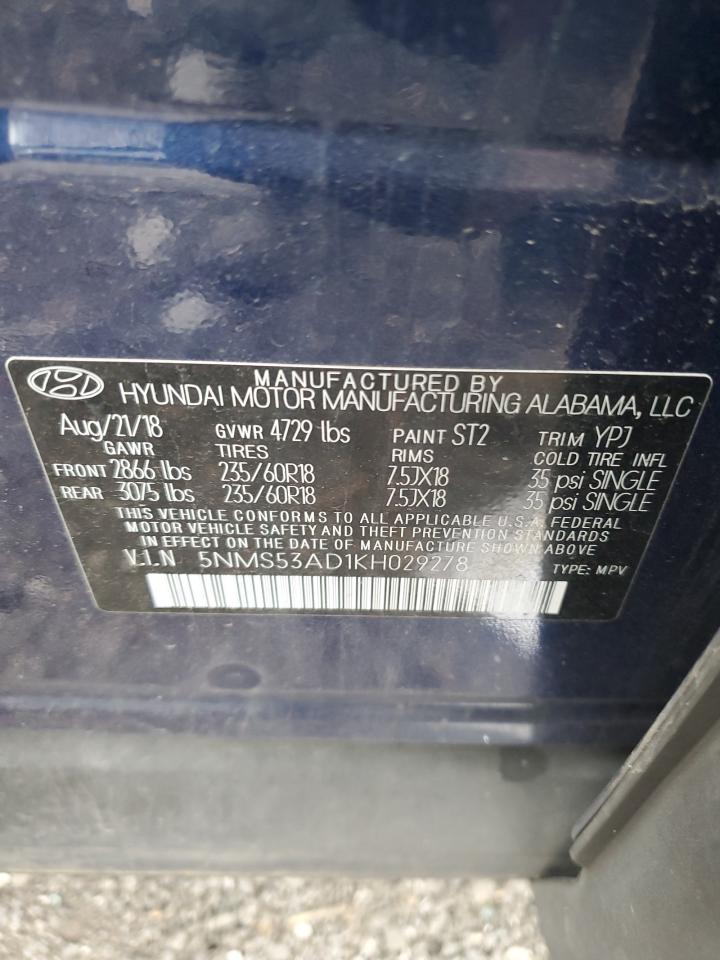 MANUFACTURED BY
HYUNDAI MOTOR MANUFACTURING ALABAMA, LLC
Aug/21/18 GVWR 4729 lbs PAINT ST2 TRIM YPJ
GAWR TIRES RIMS COLD TIRE INFL
FRONT 2866 lbs 235/60R18 7.5JX18 35 psi SINGLE
REAR 3075 lbs 235/60R18 7.5JX18 35 psi SINGLE
THIS VEHICLE CONFORMS TO ALL APPLICABLE U.S.A. FEDERAL
MOTOR VEHICLE SAFETY AND THEFT PREVENTION STANDARDS
IN EFFECT ON THE DATE OF MANUFACTURE SHOWN ABOVE
V.I.N 5NMS53AD1KH029278 TYPE: MPV